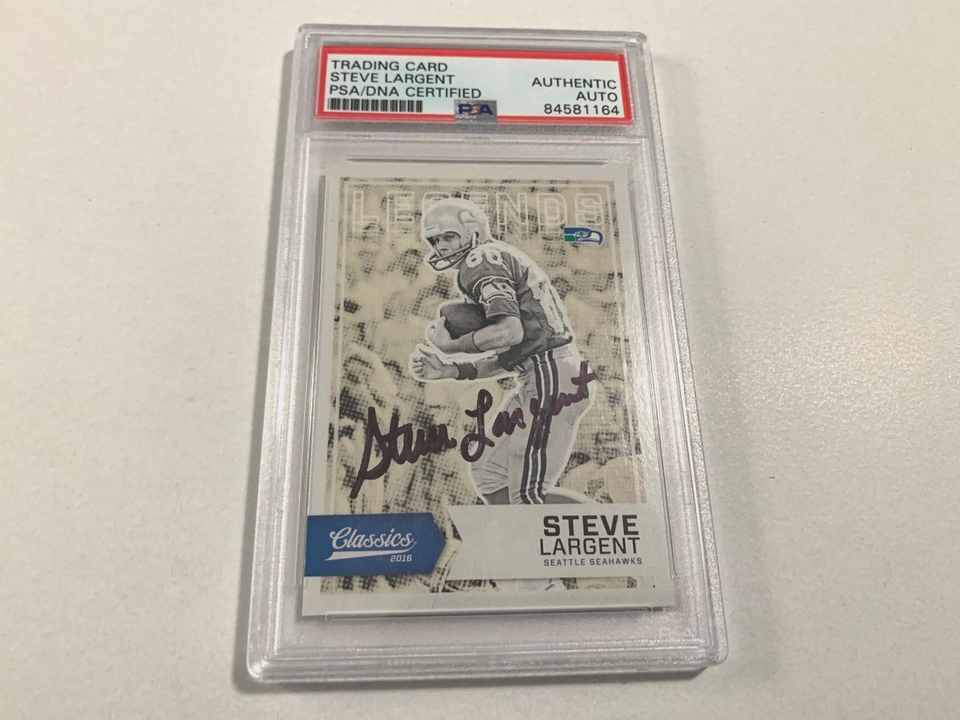 TRADING CARD
STEVE LARGENT
PSA/DNA CERTIFIED
PSA
AUTHENTIC
AUTO
84581164
LEGENDS
80
Steve Largent
Classics
2016
STEVE
LARGENT
SEATTLE SEAHAWKS